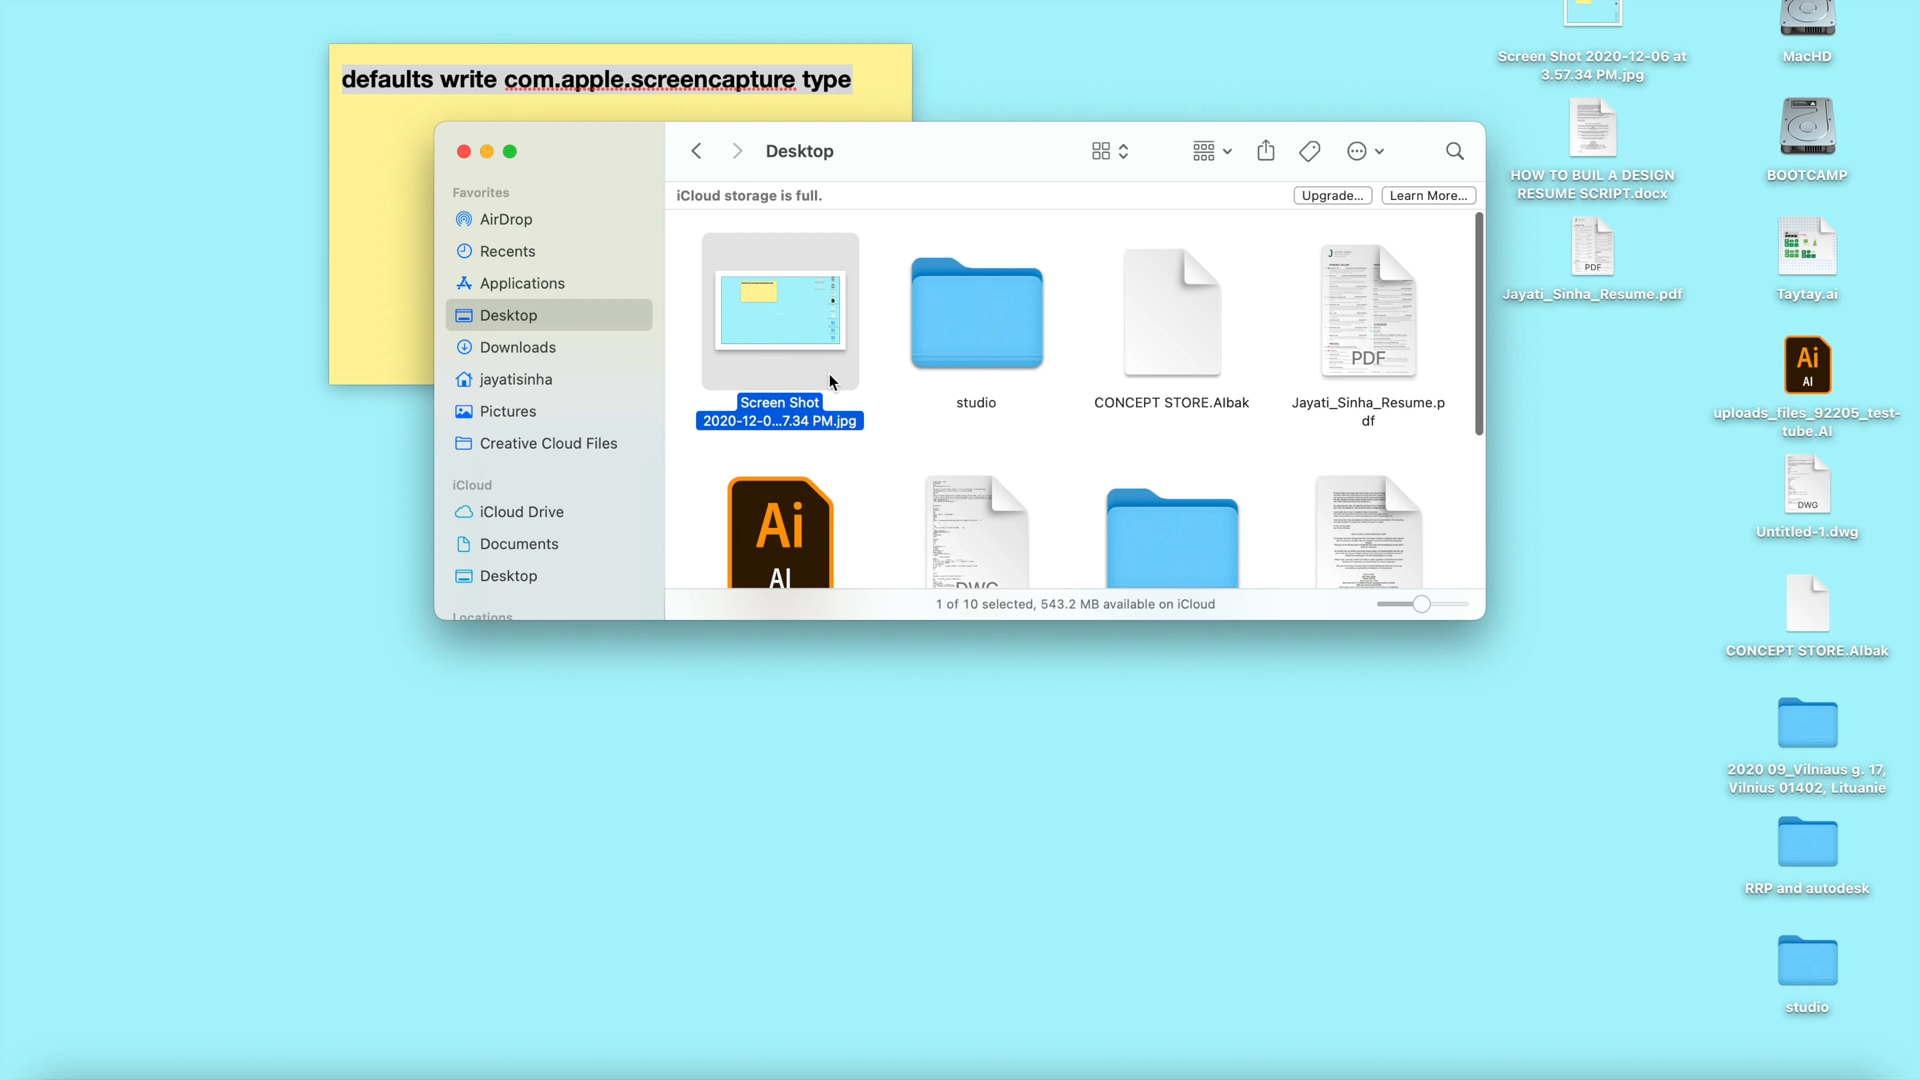 defaults write com.apple.screencapture type
Desktop
Favorites
AirDrop
Recents
Applications
Desktop
Downloads
jayatisinha
Pictures
Creative Cloud Files
iCloud
iCloud Drive
Documents
Desktop
Locations
iCloud storage is full.
Upgrade...
Learn More...
Screen Shot
2020-12-0...7.34 PM.jpg
studio
CONCEPT STORE.AIbak
PDF
Jayati_Sinha_Resume.p
df
Ai
AI
DWG
1 of 10 selected, 543.2 MB available on iCloud
Screen Shot 2020-12-06 at
3.57.34 PM.jpg
HOW TO BUIL A DESIGN
RESUME SCRIPT.docx
PDF
Jayati_Sinha_Resume.pdf
MacHD
BOOTCAMP
Taytay.ai
Ai
AI
uploads_files_92205_test-
tube.AI
DWG
Untitled-1.dwg
CONCEPT STORE.AIbak
2020 09_Vilniaus g. 17,
Vilnius 01402, Lituanie
RRP and autodesk
studio